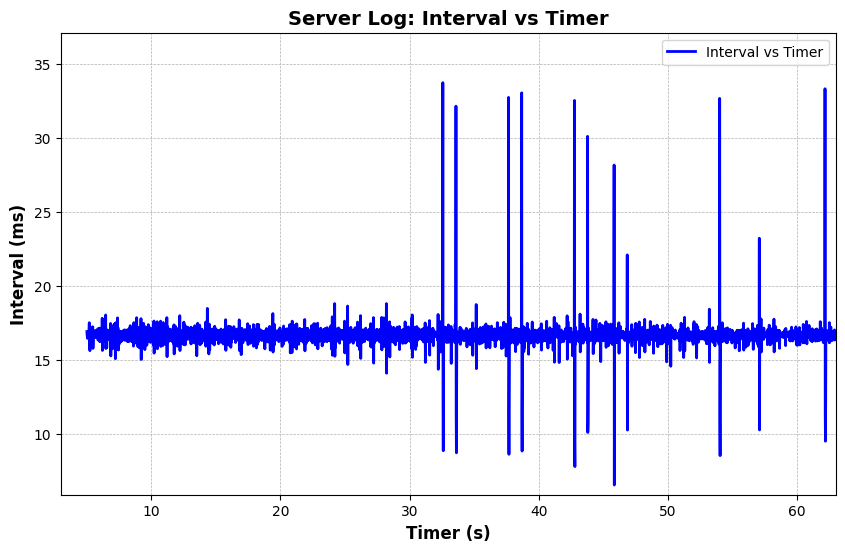 Server Log: Interval vs Timer
Interval vs Timer
Interval (ms)
35
30
25
20
15
10
10 20 30 40 50 60
Timer (s)